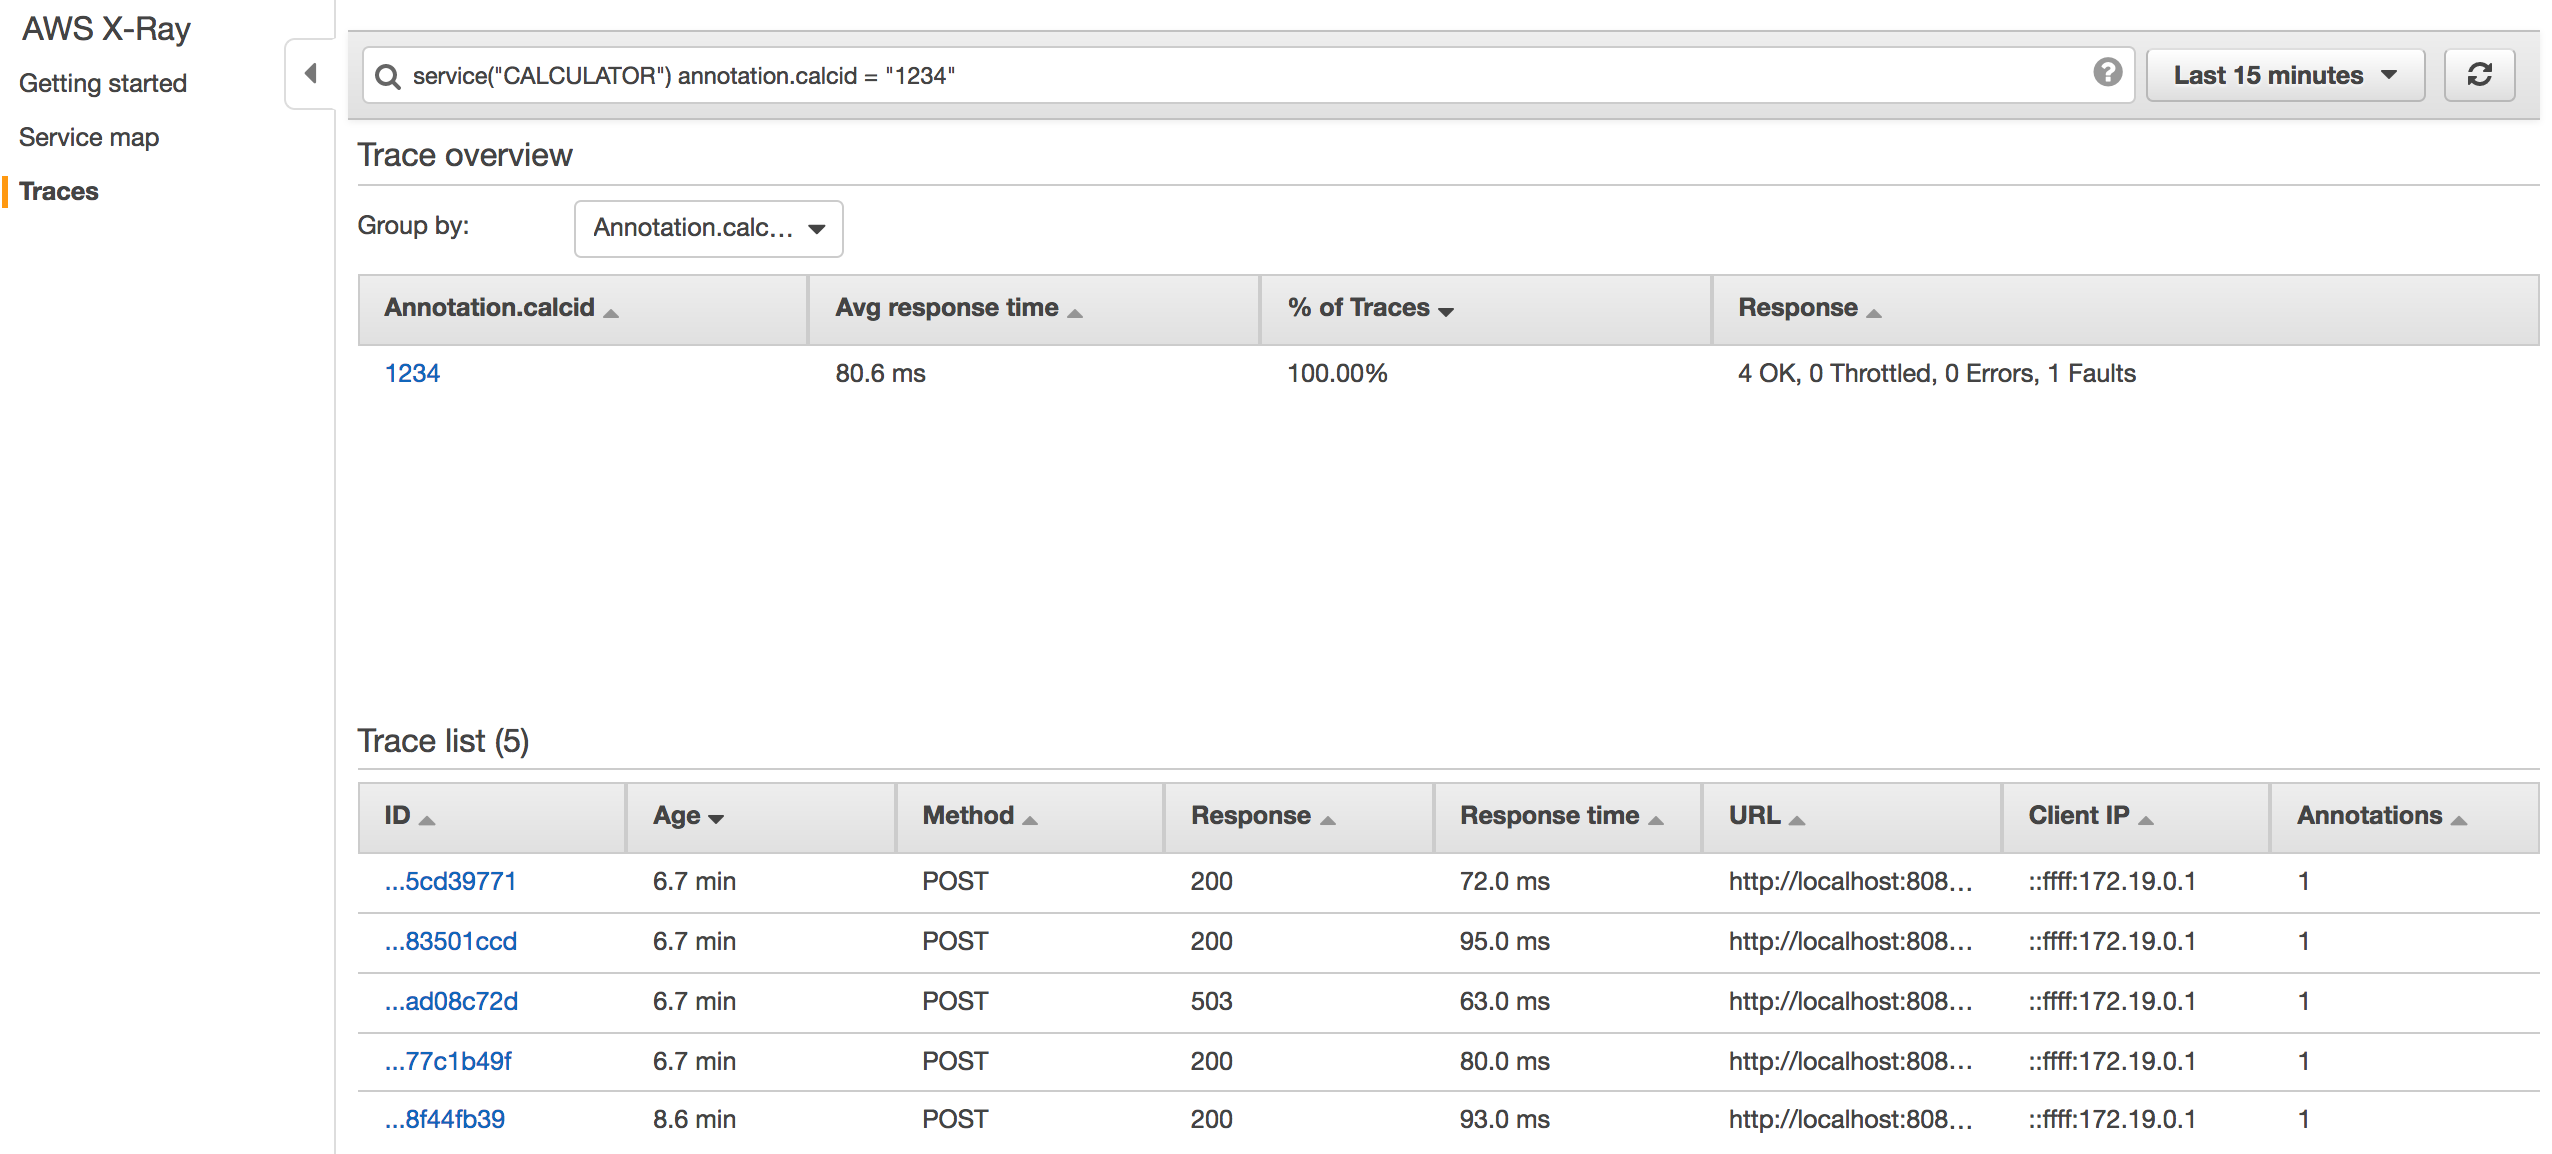 AWS X-Ray
Getting started
Service map
Traces
service("CALCULATOR") annotation.calcid = "1234"
?
Last 15 minutes
Trace overview
Group by:
Annotation.calc...
Annotation.calcid Avg response time % of Traces Response
1234 80.6 ms 100.00% 4 OK, 0 Throttled, 0 Errors, 1 Faults
Trace list (5)
ID Age Method Response Response time URL Client IP Annotations
...5cd39771 6.7 min POST 200 72.0 ms http://localhost:808... ::ffff:172.19.0.1 1
...83501ccd 6.7 min POST 200 95.0 ms http://localhost:808... ::ffff:172.19.0.1 1
...ad08c72d 6.7 min POST 503 63.0 ms http://localhost:808... ::ffff:172.19.0.1 1
...77c1b49f 6.7 min POST 200 80.0 ms http://localhost:808... ::ffff:172.19.0.1 1
...8f44fb39 8.6 min POST 200 93.0 ms http://localhost:808... ::ffff:172.19.0.1 1